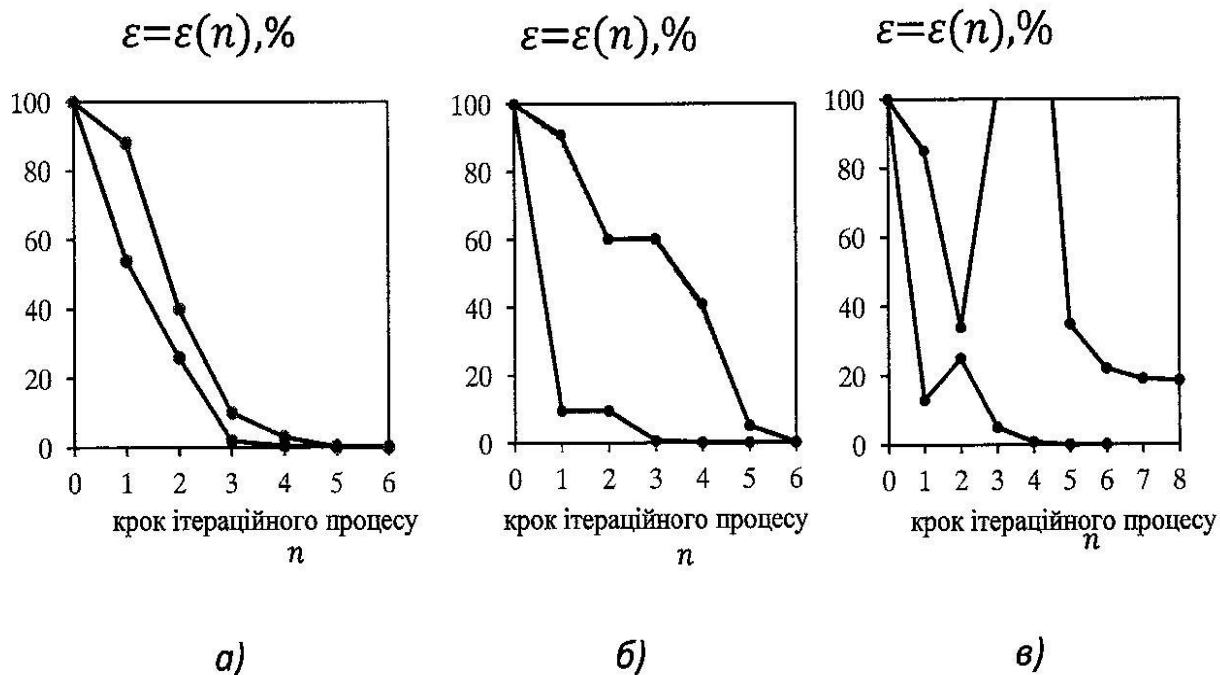 ε=ε(n),%
100
80
60
40
20
0
0 1 2 3 4 5 6
крок ітераційного процесу
n
а)
ε=ε(n),%
100
80
60
40
20
0
0 1 2 3 4 5 6
крок ітераційного процесу
n
б)
ε=ε(n),%
100
80
60
40
20
0
0 1 2 3 4 5 6 7 8
крок ітераційного процесу
n
в)